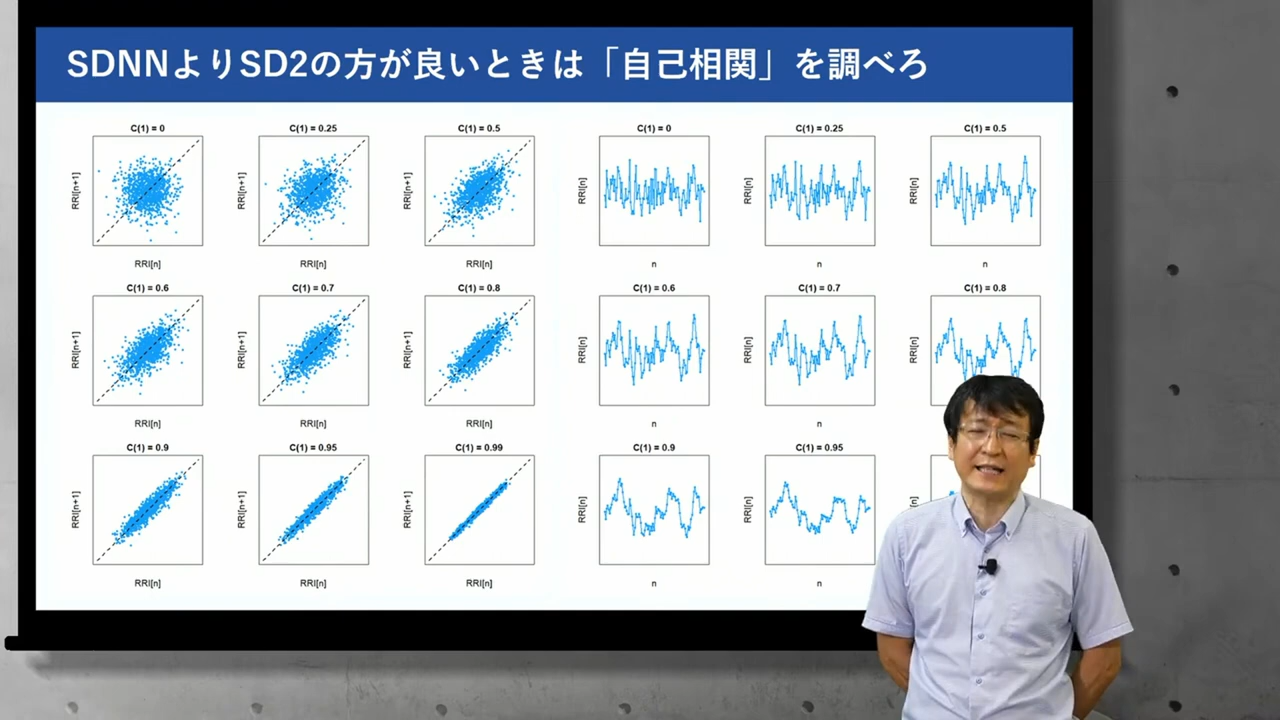 SDNNよりSD2の方が良いときは「自己相関」を調べろ
C(1) = 0
C(1) = 0.25
C(1) = 0.5
C(1) = 0
C(1) = 0.25
C(1) = 0.5
RRI[n+1]
RRI[n+1]
RRI[n+1]
RRI[n]
RRI[n]
RRI[n]
RRI[n]
RRI[n]
RRI[n]
n
n
n
C(1) = 0.6
C(1) = 0.7
C(1) = 0.8
C(1) = 0.6
C(1) = 0.7
C(1) = 0.8
RRI[n+1]
RRI[n+1]
RRI[n+1]
RRI[n]
RRI[n]
RRI[n]
RRI[n]
RRI[n]
RRI[n]
n
n
C(1) = 0.9
C(1) = 0.95
C(1) = 0.99
C(1) = 0.9
C(1) = 0.95
RRI[n+1]
RRI[n+1]
RRI[n+1]
RRI[n]
RRI[n]
RRI[n]
RRI[n]
RRI[n]
n
n